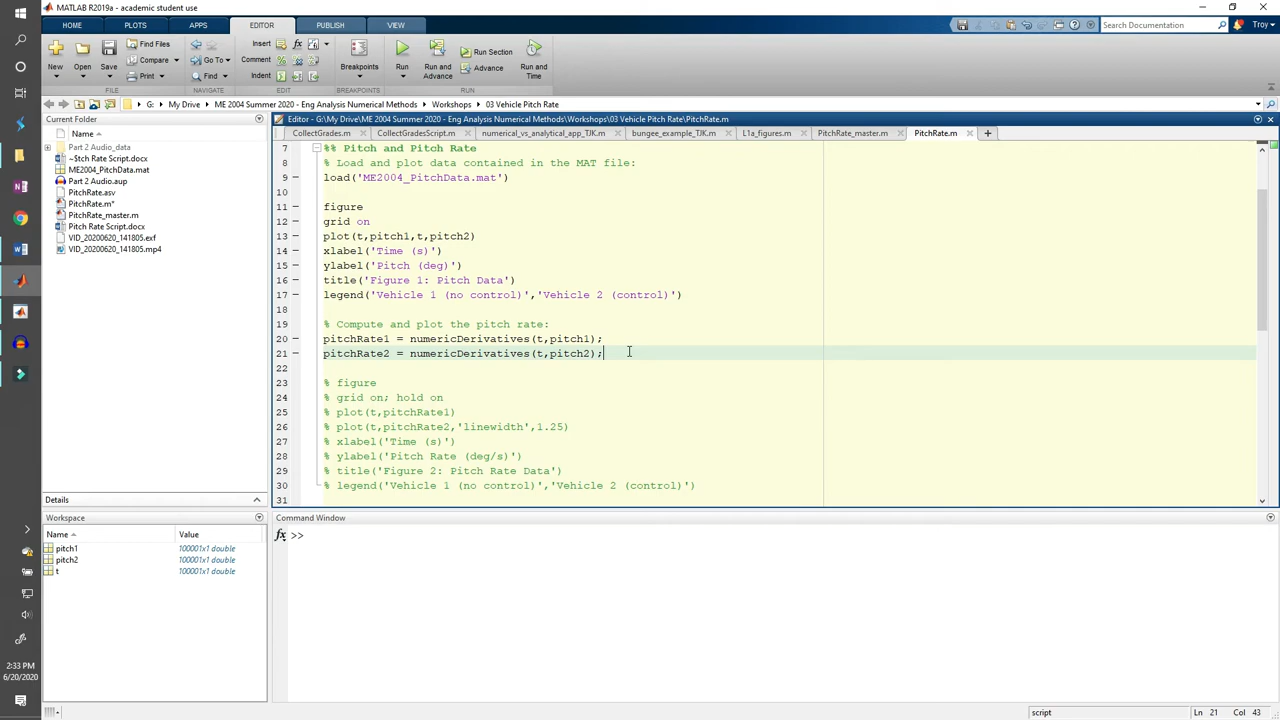 MATLAB R2019a - academic student use
HOME PLOTS APPS EDITOR PUBLISH VIEW
Search Documentation Troy
New Open Save Find Files Compare Print
Insert Comment Indent Go To Find
Breakpoints Run Run and Advance Run Section Advance Run and Time
FILE NAVIGATE EDIT BREAKPOINTS RUN
G: My Drive ME 2004 Summer 2020 - Eng Analysis Numerical Methods Workshops 03 Vehicle Pitch Rate
Current Folder
Name
Part 2 Audio_data
~$tch Rate Script.docx
ME2004_PitchData.mat
Part 2 Audio.aup
PitchRate.asv
PitchRate.m*
PitchRate_master.m
Pitch Rate Script.docx
VID_20200620_141805.exf
VID_20200620_141805.mp4
Details
Workspace
Name Value
pitch1 100001x1 double
pitch2 100001x1 double
t 100001x1 double
Editor - G:\My Drive\ME 2004 Summer 2020 - Eng Analysis Numerical Methods\Workshops\03 Vehicle Pitch Rate\PitchRate.m
CollectGrades.m CollectGradesScript.m numerical_vs_analytical_app_TJK.m bungee_example_TJK.m L1a_figures.m PitchRate_master.m PitchRate.m
7 %% Pitch and Pitch Rate
8 % Load and plot data contained in the MAT file:
9 load('ME2004_PitchData.mat')
10
11 figure
12 grid on
13 plot(t,pitch1,t,pitch2)
14 xlabel('Time (s)')
15 ylabel('Pitch (deg)')
16 title('Figure 1: Pitch Data')
17 legend('Vehicle 1 (no control)','Vehicle 2 (control)')
18
19 % Compute and plot the pitch rate:
20 pitchRate1 = numericDerivatives(t,pitch1);
21 pitchRate2 = numericDerivatives(t,pitch2);
22
23 % figure
24 % grid on; hold on
25 % plot(t,pitchRate1)
26 % plot(t,pitchRate2,'linewidth',1.25)
27 % xlabel('Time (s)')
28 % ylabel('Pitch Rate (deg/s)')
29 % title('Figure 2: Pitch Rate Data')
30 % legend('Vehicle 1 (no control)','Vehicle 2 (control)')
31
Command Window
fx >>
2:33 PM
6/20/2020
script Ln 21 Col 43